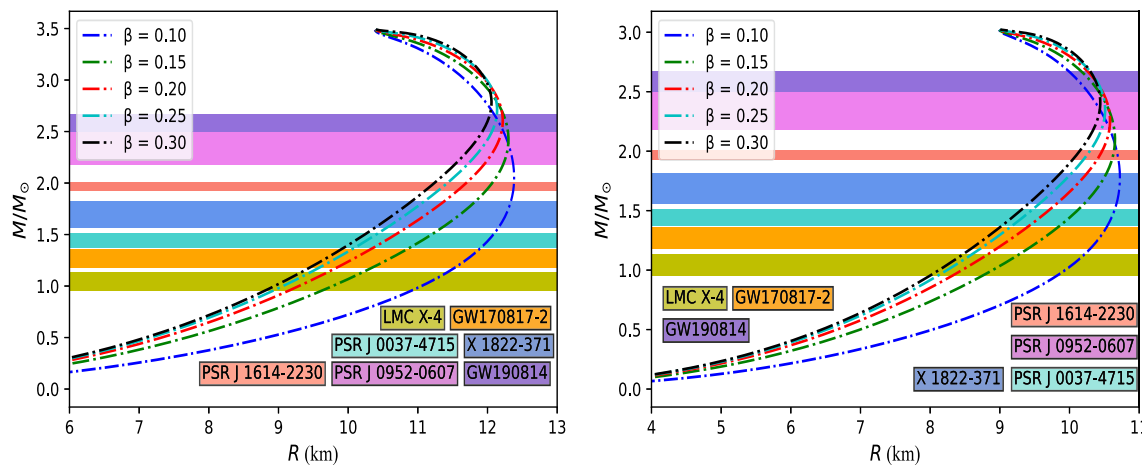 β = 0.10
β = 0.15
β = 0.20
β = 0.25
β = 0.30
M/M⊙
3.5
3.0
2.5
2.0
1.5
1.0
0.5
0.0
LMC X-4 GW170817-2
PSR J 0037-4715 X 1822-371
PSR J 1614-2230 PSR J 0952-0607 GW190814
6 7 8 9 10 11 12 13
R (km)
β = 0.10
β = 0.15
β = 0.20
β = 0.25
β = 0.30
M/M⊙
3.0
2.5
2.0
1.5
1.0
0.5
0.0
LMC X-4 GW170817-2
PSR J 1614-2230
GW190814
PSR J 0952-0607
X 1822-371 PSR J 0037-4715
4 5 6 7 8 9 10 11
R (km)